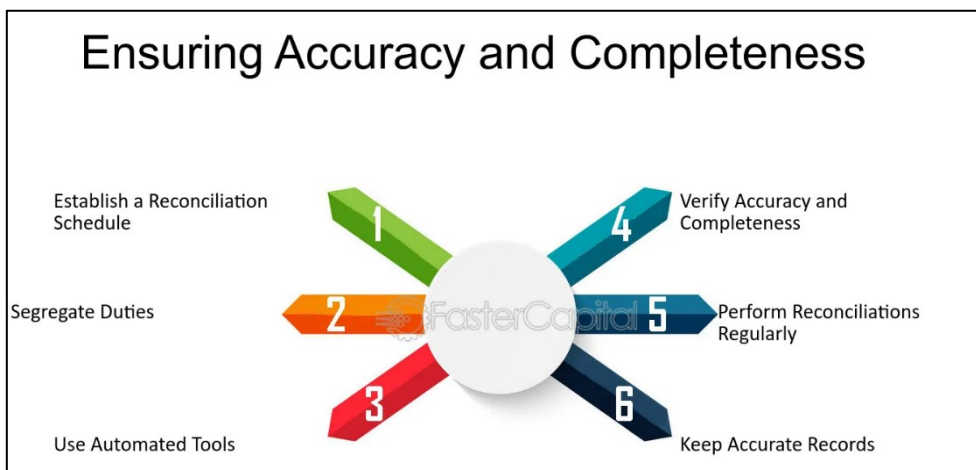 Ensuring Accuracy and Completeness
Establish a Reconciliation
Schedule
1
Segregate Duties
2
Use Automated Tools
3
4
Verify Accuracy and
Completeness
5
Perform Reconciliations
Regularly
6
Keep Accurate Records
FasterCapital